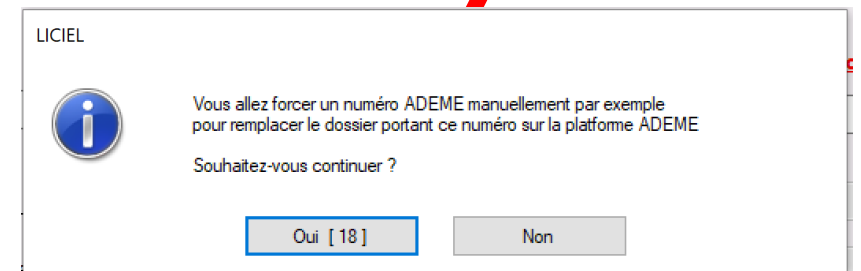 LICIEL
Vous allez forcer un numéro ADEME manuellement par exemple
pour remplacer le dossier portant ce numéro sur la platforme ADEME
Souhaitez-vous continuer ?
Oui [ 18 ]
Non